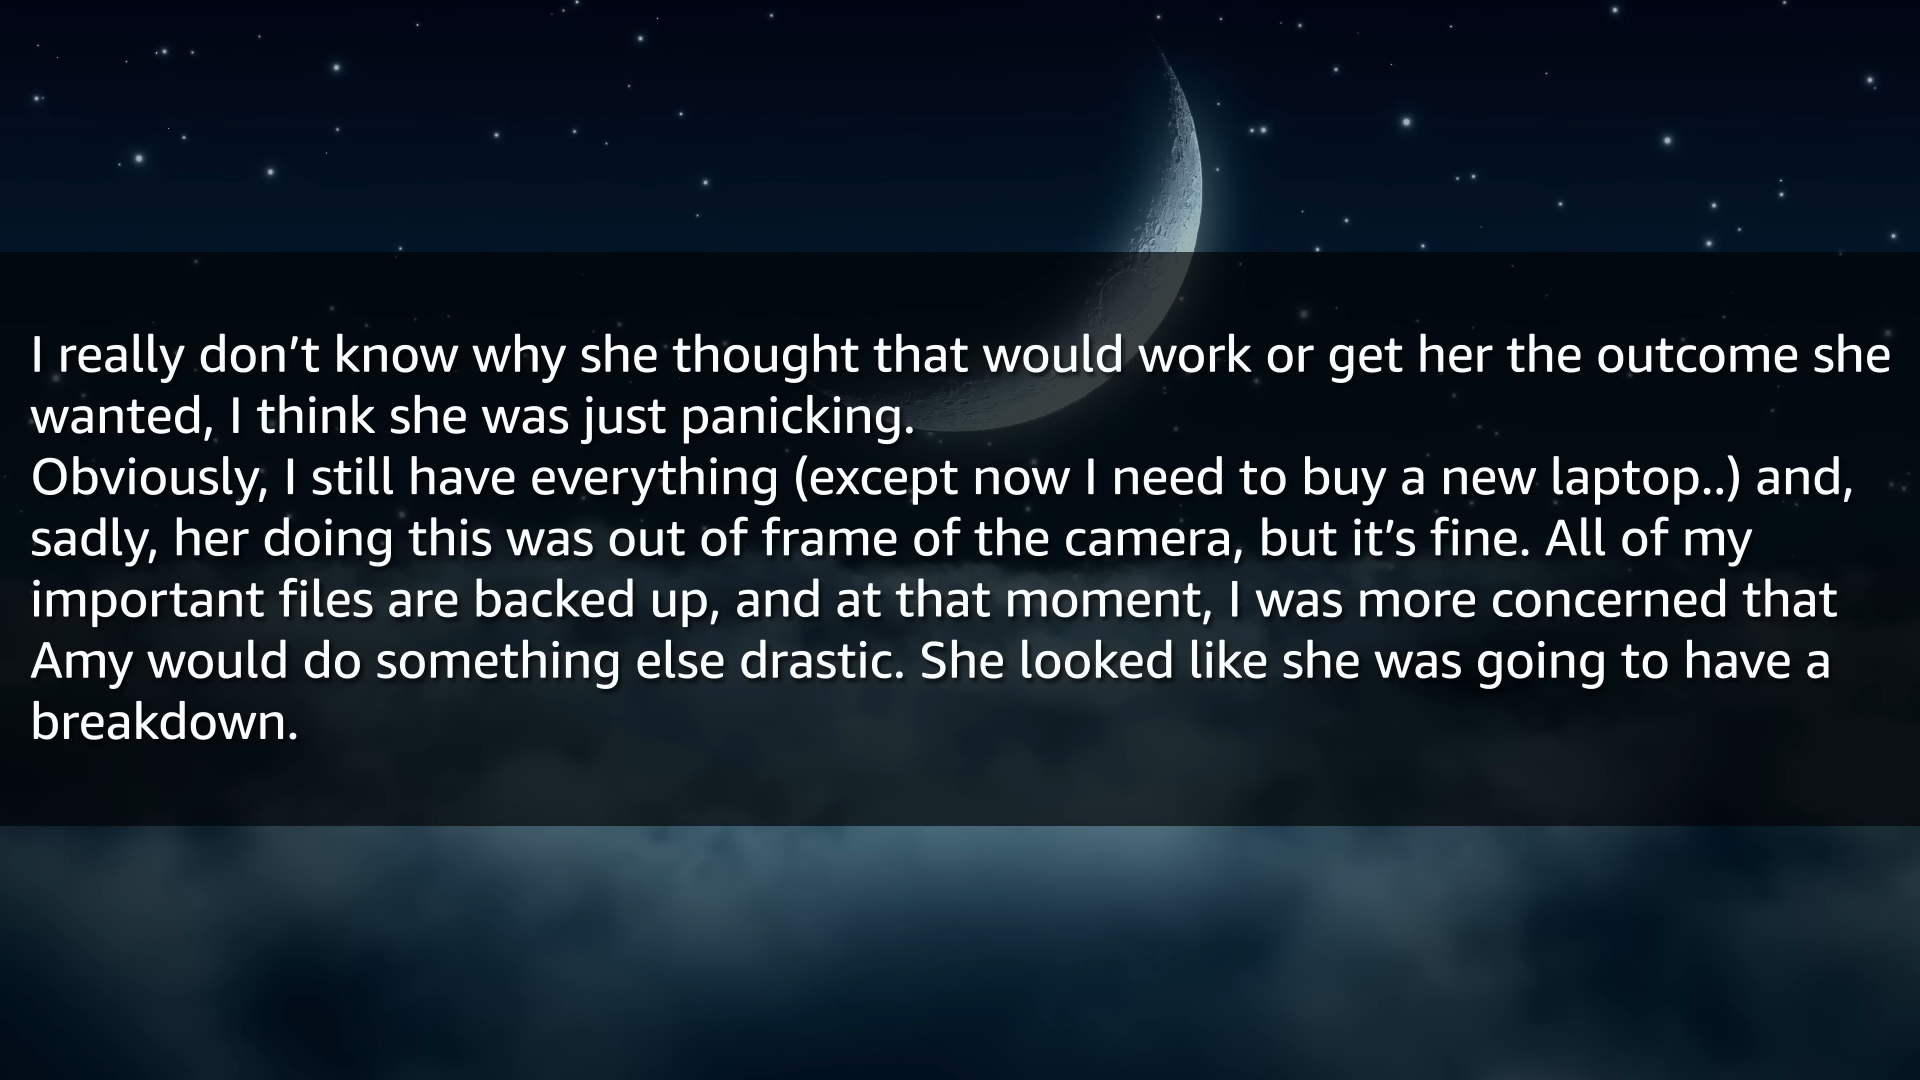 I really don’t know why she thought that would work or get her the outcome she
wanted, I think she was just panicking.
Obviously, I still have everything (except now I need to buy a new laptop..) and,
sadly, her doing this was out of frame of the camera, but it’s fine. All of my
important files are backed up, and at that moment, I was more concerned that
Amy would do something else drastic. She looked like she was going to have a
breakdown.